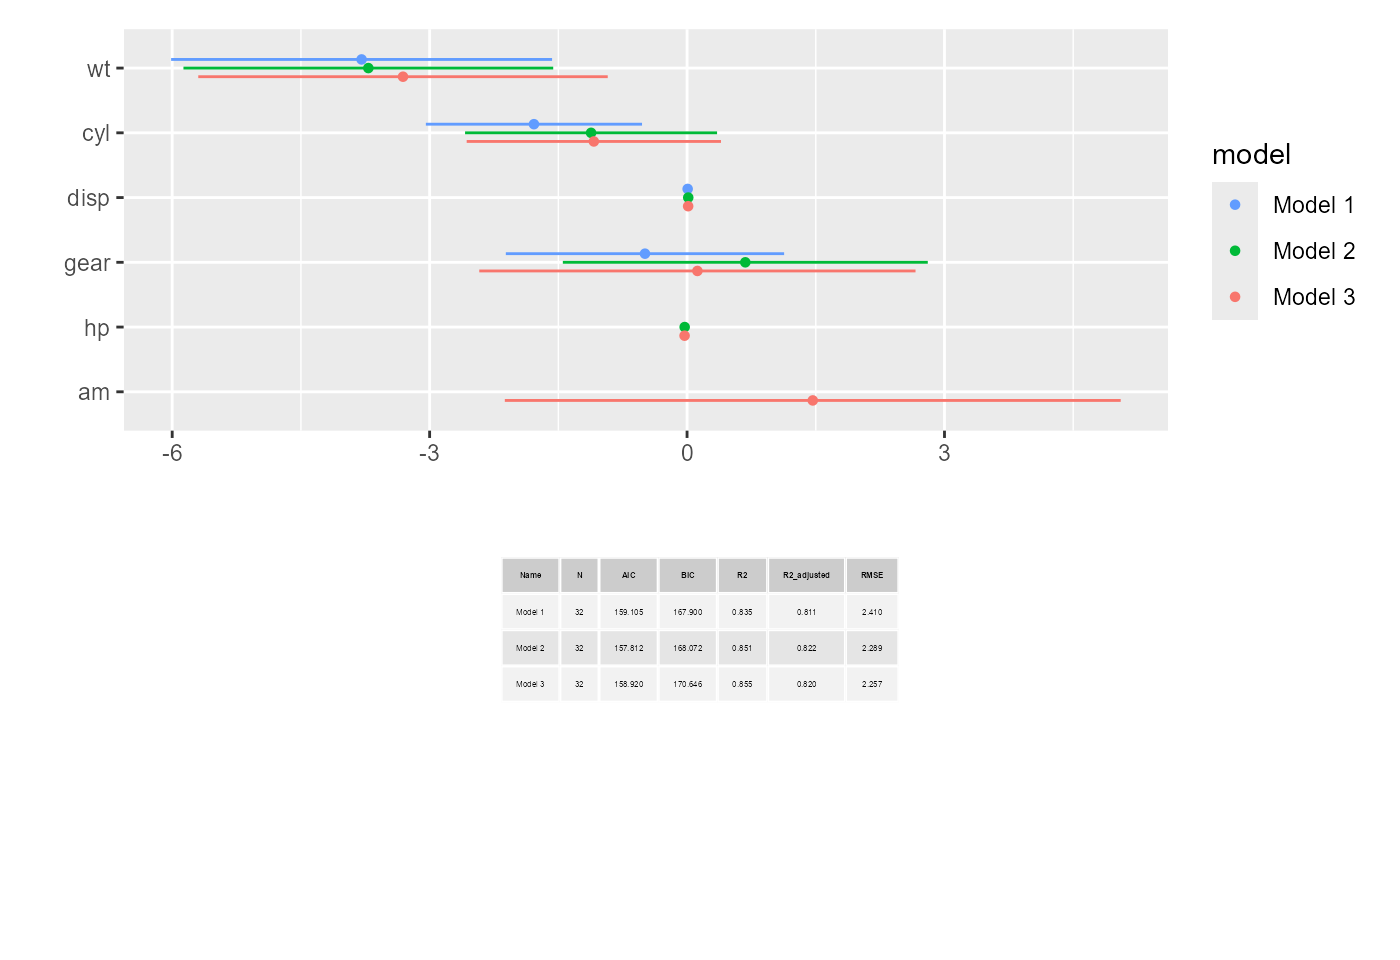 wt
cyl
disp
gear
hp
am
-6 -3 0 3
model
Model 1
Model 2
Model 3
Name N AIC BIC R2 R2_adjusted RMSE
Model 1 32 159.105 167.900 0.835 0.811 2.410
Model 2 32 157.812 168.072 0.851 0.822 2.289
Model 3 32 158.920 170.646 0.855 0.820 2.257